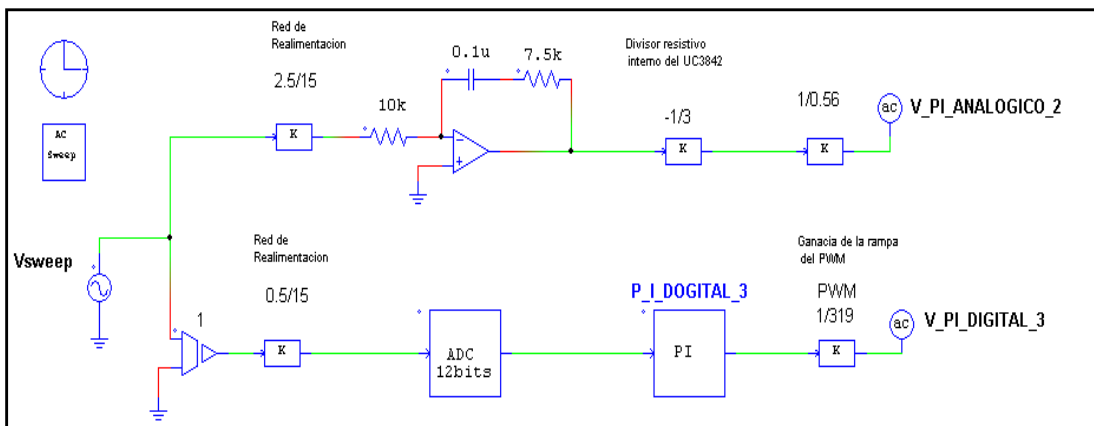 Red de
Realimentacion
2.5/15
K
10k
0.1u
7.5k
Divisor resistivo
interno del UC3842
-1/3
K
1/0.56
K
ac
V_PI_ANALOGICO_2
AC
Sweep
Vsweep
1
Red de
Realimentacion
0.5/15
K
ADC
12bits
P_I_DOGITAL_3
PI
Ganacia de la rampa
del PWM
PWM
1/319
K
ac
V_PI_DIGITAL_3